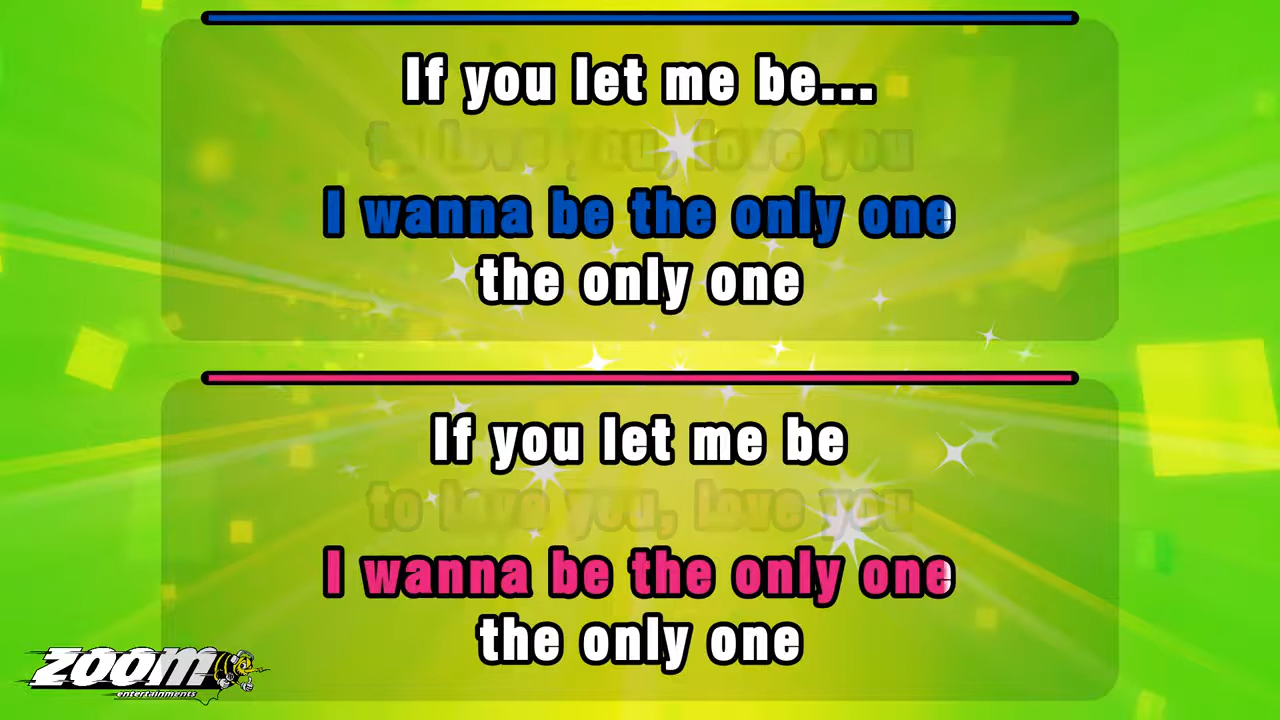 If you let me be...
to love you, love you
I wanna be the only one
the only one
If you let me be
to love you, love you
I wanna be the only one
the only one
ZOOM
entertainments